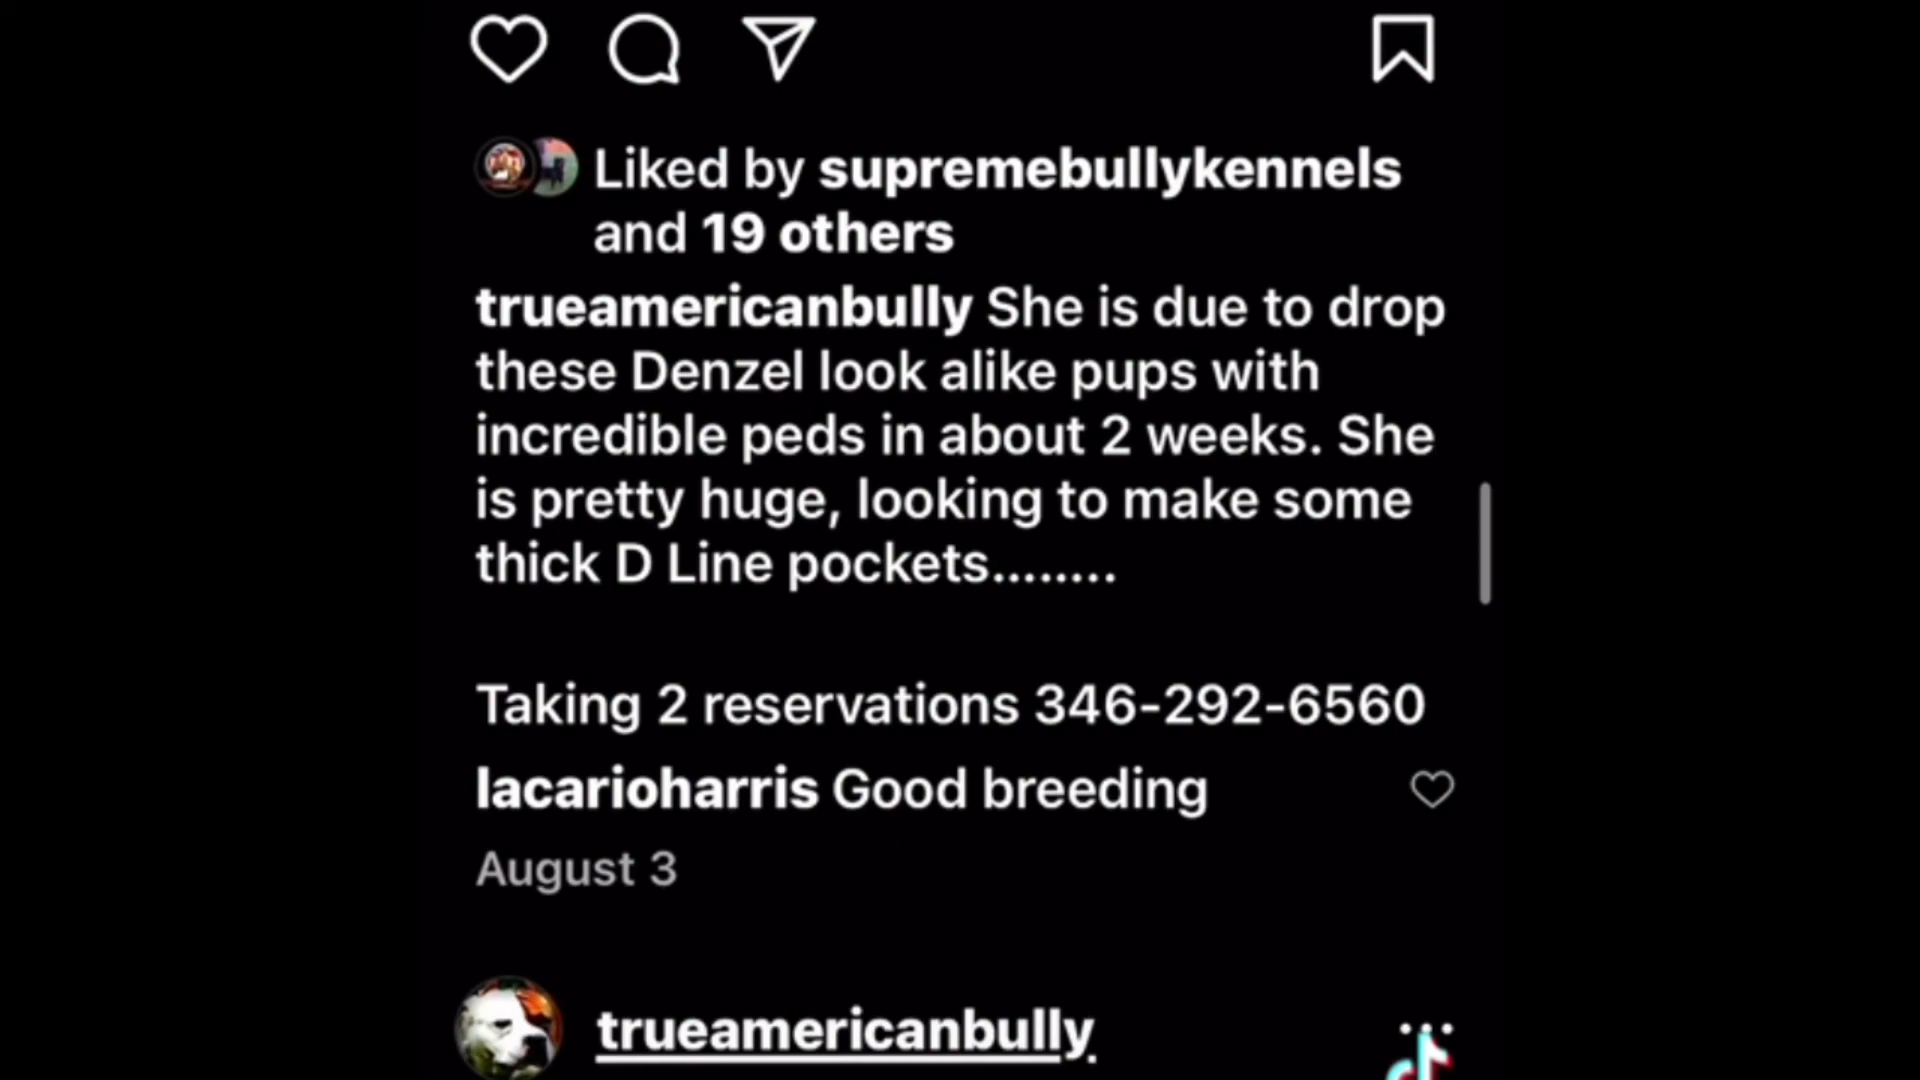 Liked by supremebullykennels
and 19 others
trueamericanbully She is due to drop
these Denzel look alike pups with
incredible peds in about 2 weeks. She
is pretty huge, looking to make some
thick D Line pockets........
Taking 2 reservations 346-292-6560
lacarioharris Good breeding
August 3
trueamericanbully